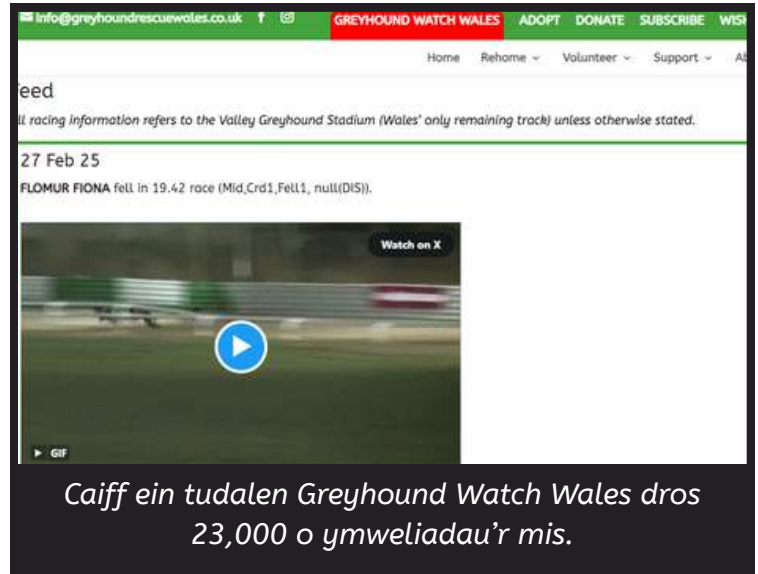 info@greyhoundrescuewales.co.uk f
GREYHOUND WATCH WALES ADOPT DONATE SUBSCRIBE
Home Rehome Volunteer Support
racing information refers to the Valley Greyhound Stadium (Wales' only remaining track) unless otherwise stated.
27 Feb 25
FLOMUR FIONA fell in 19.42 race (Mid,Crd1,Fell1, null(DIS)).
Watch on X
GIF
Caiff ein tudalen Greyhound Watch Wales dros
23,000 o ymweliadau'r mis.